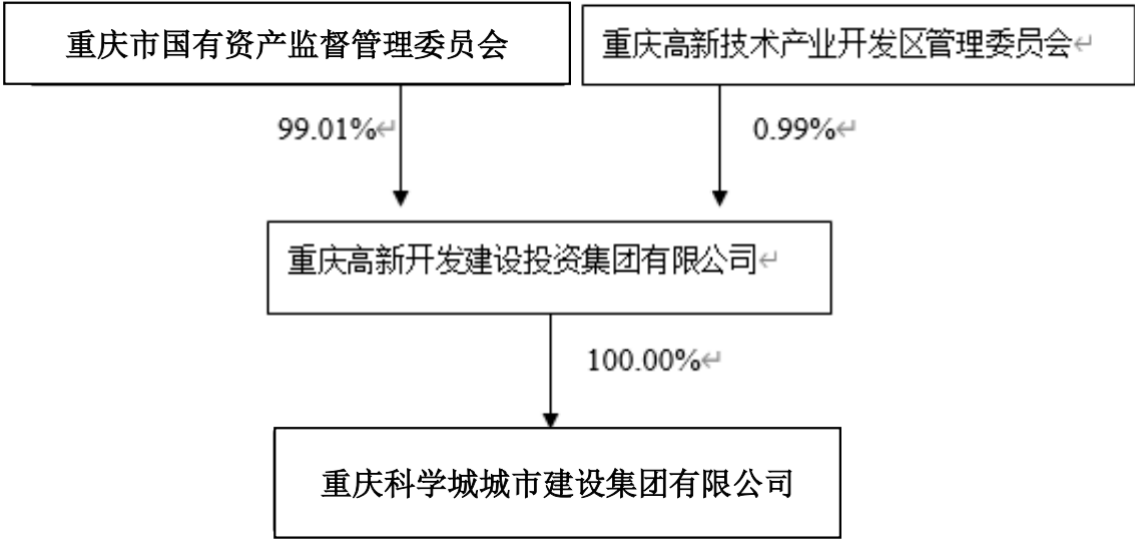 重庆市国有资产监督管理委员会
重庆高新技术产业开发区管理委员会↵
99.01%↵
0.99%↵
重庆高新开发建设投资集团有限公司↵
100.00%↵
重庆科学城城市建设集团有限公司